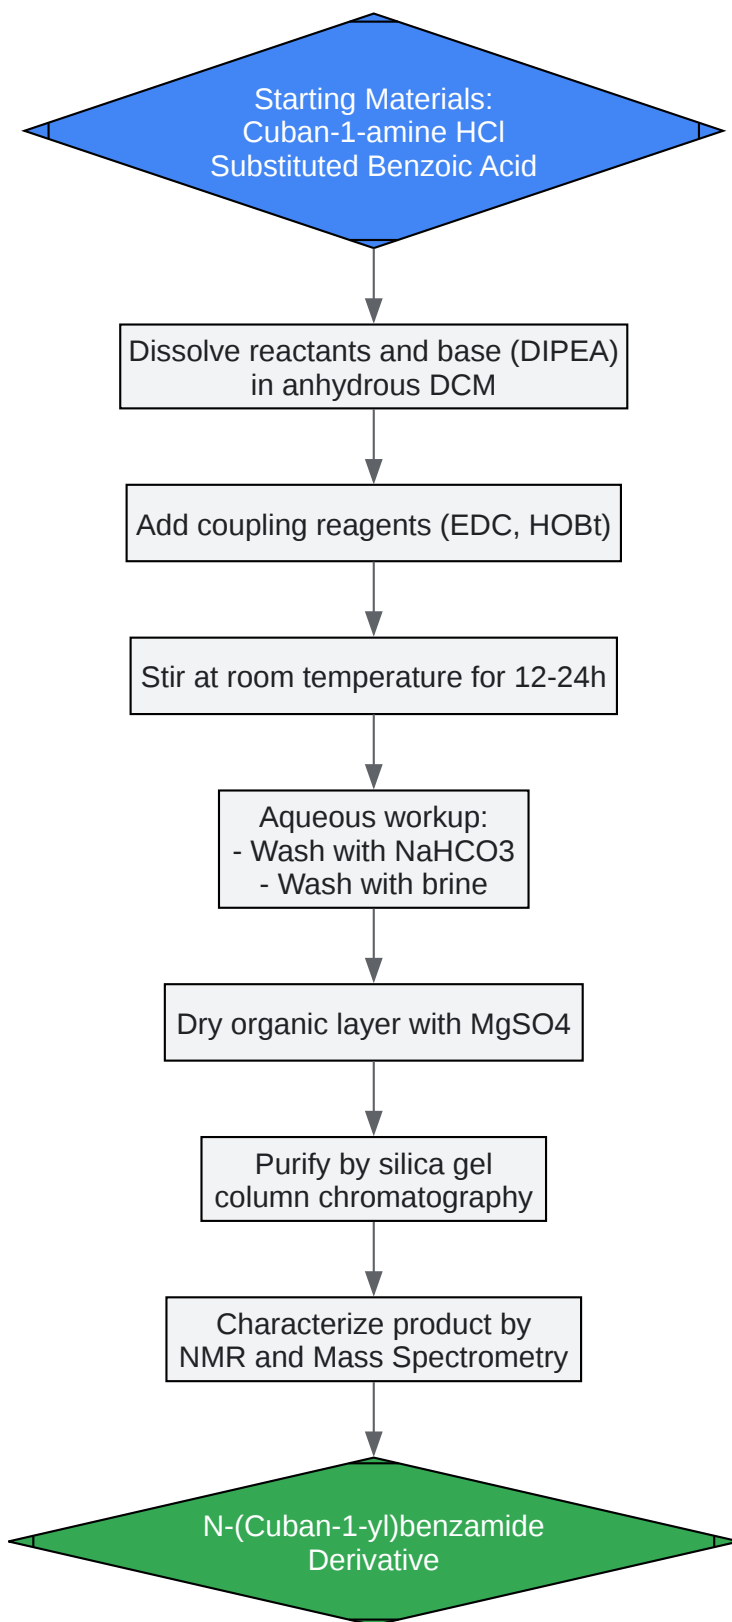 Starting Materials:
Cuban-1-amine HCl
Substituted Benzoic Acid
Dissolve reactants and base (DIPEA)
in anhydrous DCM
Add coupling reagents (EDC, HOBt)
Stir at room temperature for 12-24h
Aqueous workup:
- Wash with NaHCO3
- Wash with brine
Dry organic layer with MgSO4
Purify by silica gel
column chromatography
Characterize product by
NMR and Mass Spectrometry
N-(Cuban-1-yl)benzamide
Derivative